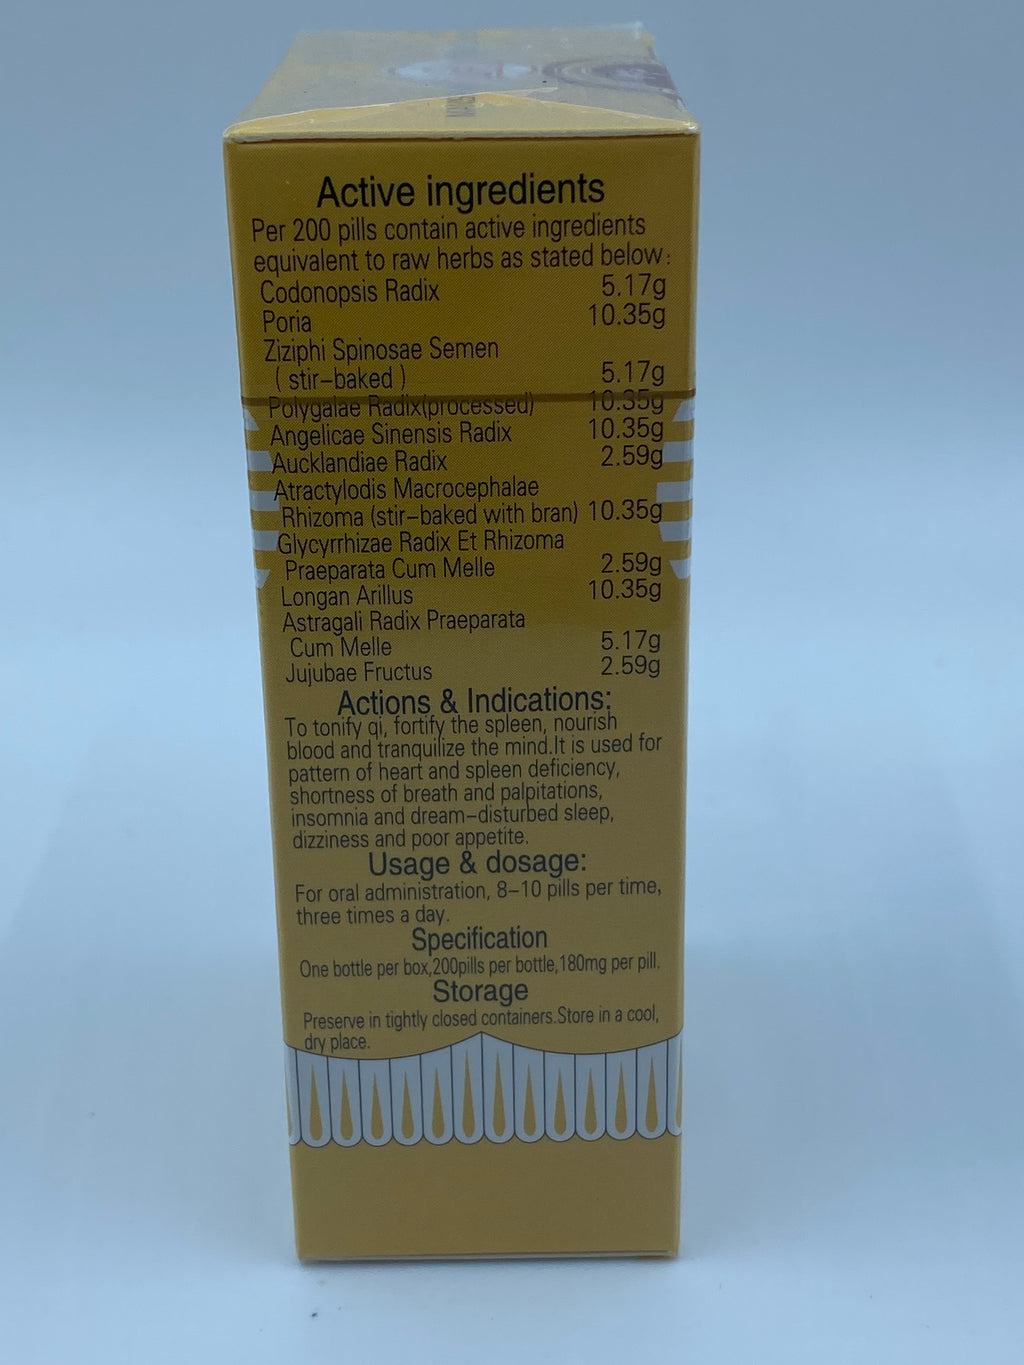 Active ingredients
Per 200 pills contain active ingredients
equivalent to raw herbs as stated below:
Codonopsis Radix 5.17g
Poria 10.35g
Ziziphi Spinosae Semen
( stir-baked ) 5.17g
Polygalae Radix(processed) 10.35g
Angelicae Sinensis Radix 10.35g
Aucklandiae Radix 2.59g
Atractylodis Macrocephalae
Rhizoma (stir-baked with bran) 10.35g
Glycyrrhizae Radix Et Rhizoma
Praeparata Cum Melle 2.59g
Longan Arillus 10.35g
Astragali Radix Praeparata
Cum Melle 5.17g
Jujubae Fructus 2.59g
Actions & Indications:
To tonify qi, fortify the spleen, nourish
blood and tranquilize the mind.It is used for
pattern of heart and spleen deficiency,
shortness of breath and palpitations,
insomnia and dream-disturbed sleep,
dizziness and poor appetite.
Usage & dosage:
For oral administration, 8-10 pills per time,
three times a day.
Specification
One bottle per box,200pills per bottle,180mg per pill.
Storage
Preserve in tightly closed containers.Store in a cool,
dry place.